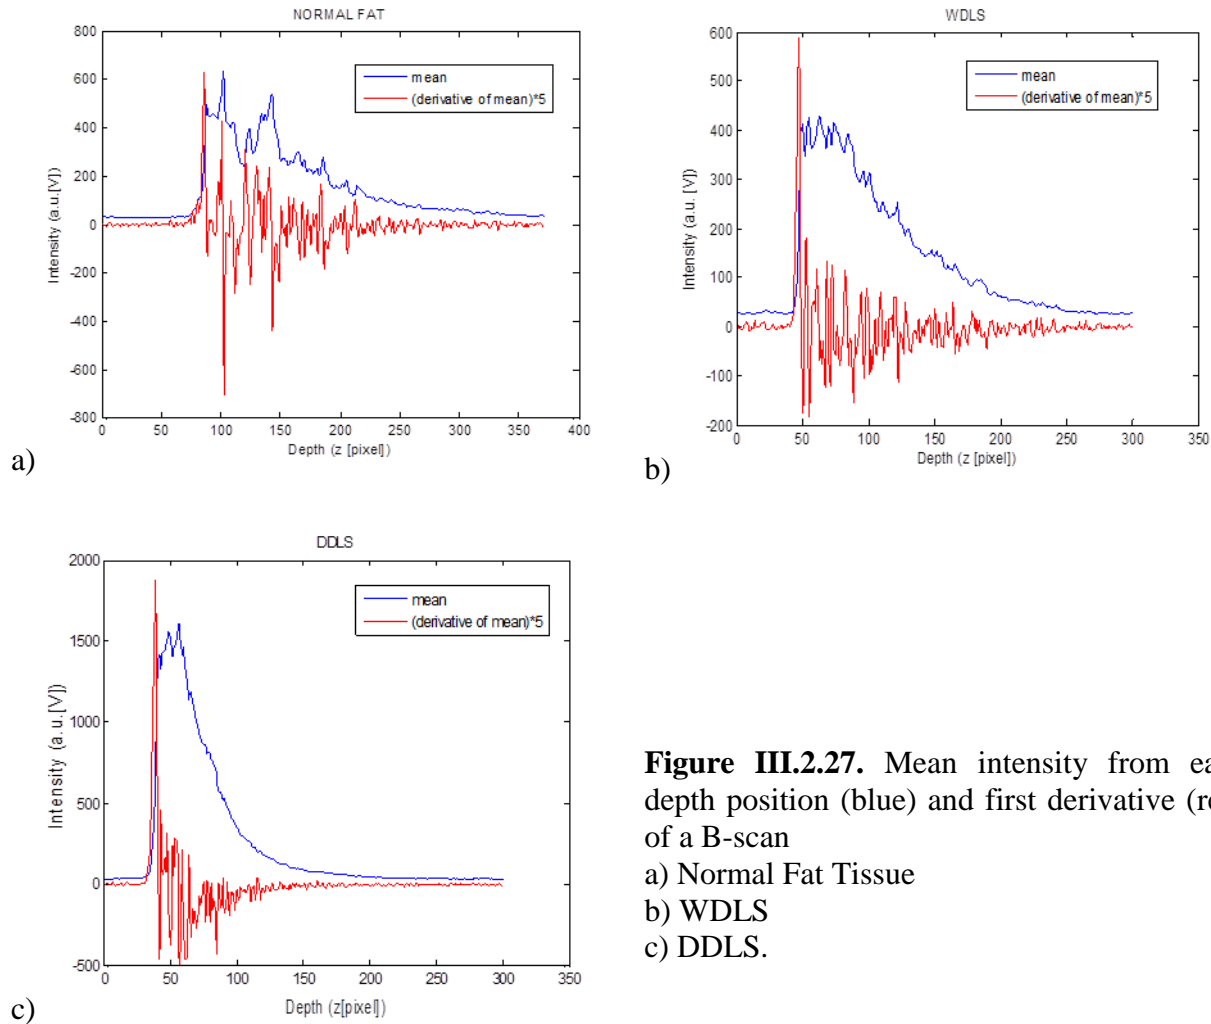 NORMAL FAT
800
600
400
200
0
-200
-400
-600
-800
Intensity (a.u.[V])
mean
(derivative of mean)*5
0 50 100 150 200 250 300 350 400
Depth (z [pixel])
a)
WDLS
600
500
400
300
200
100
0
-100
-200
Intensity (a.u.[V])
mean
(derivative of mean)*5
0 50 100 150 200 250 300 350
Depth (z [pixel])
b)
DDLS
2000
1500
1000
500
0
-500
Intensity (a.u.[V])
mean
(derivative of mean)*5
0 50 100 150 200 250 300 350
Depth (z[pixel])
c)
Figure III.2.27. Mean intensity from ea
depth position (blue) and first derivative (re
of a B-scan
a) Normal Fat Tissue
b) WDLS
c) DDLS.